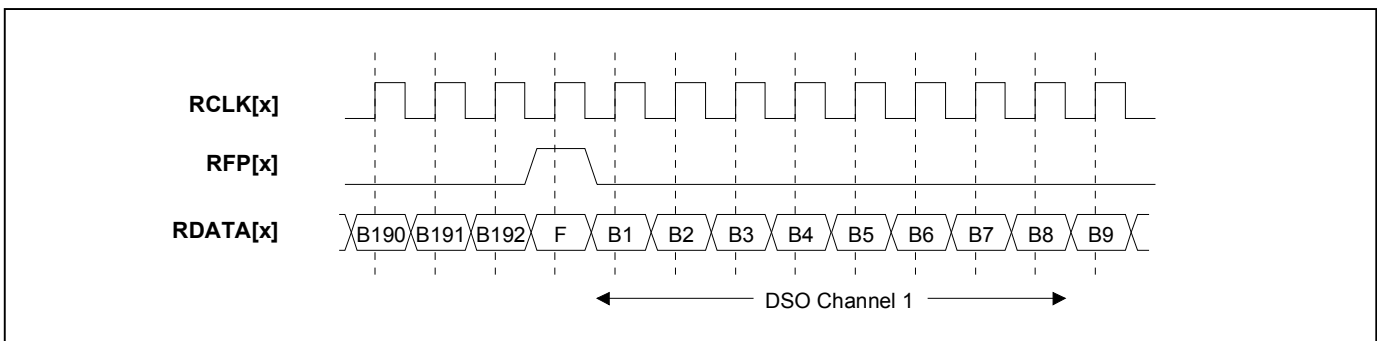 RCLK[x]
RFP[x]
RDATA[x]
B190 B191 B192 F B1 B2 B3 B4 B5 B6 B7 B8 B9
DSO Channel 1